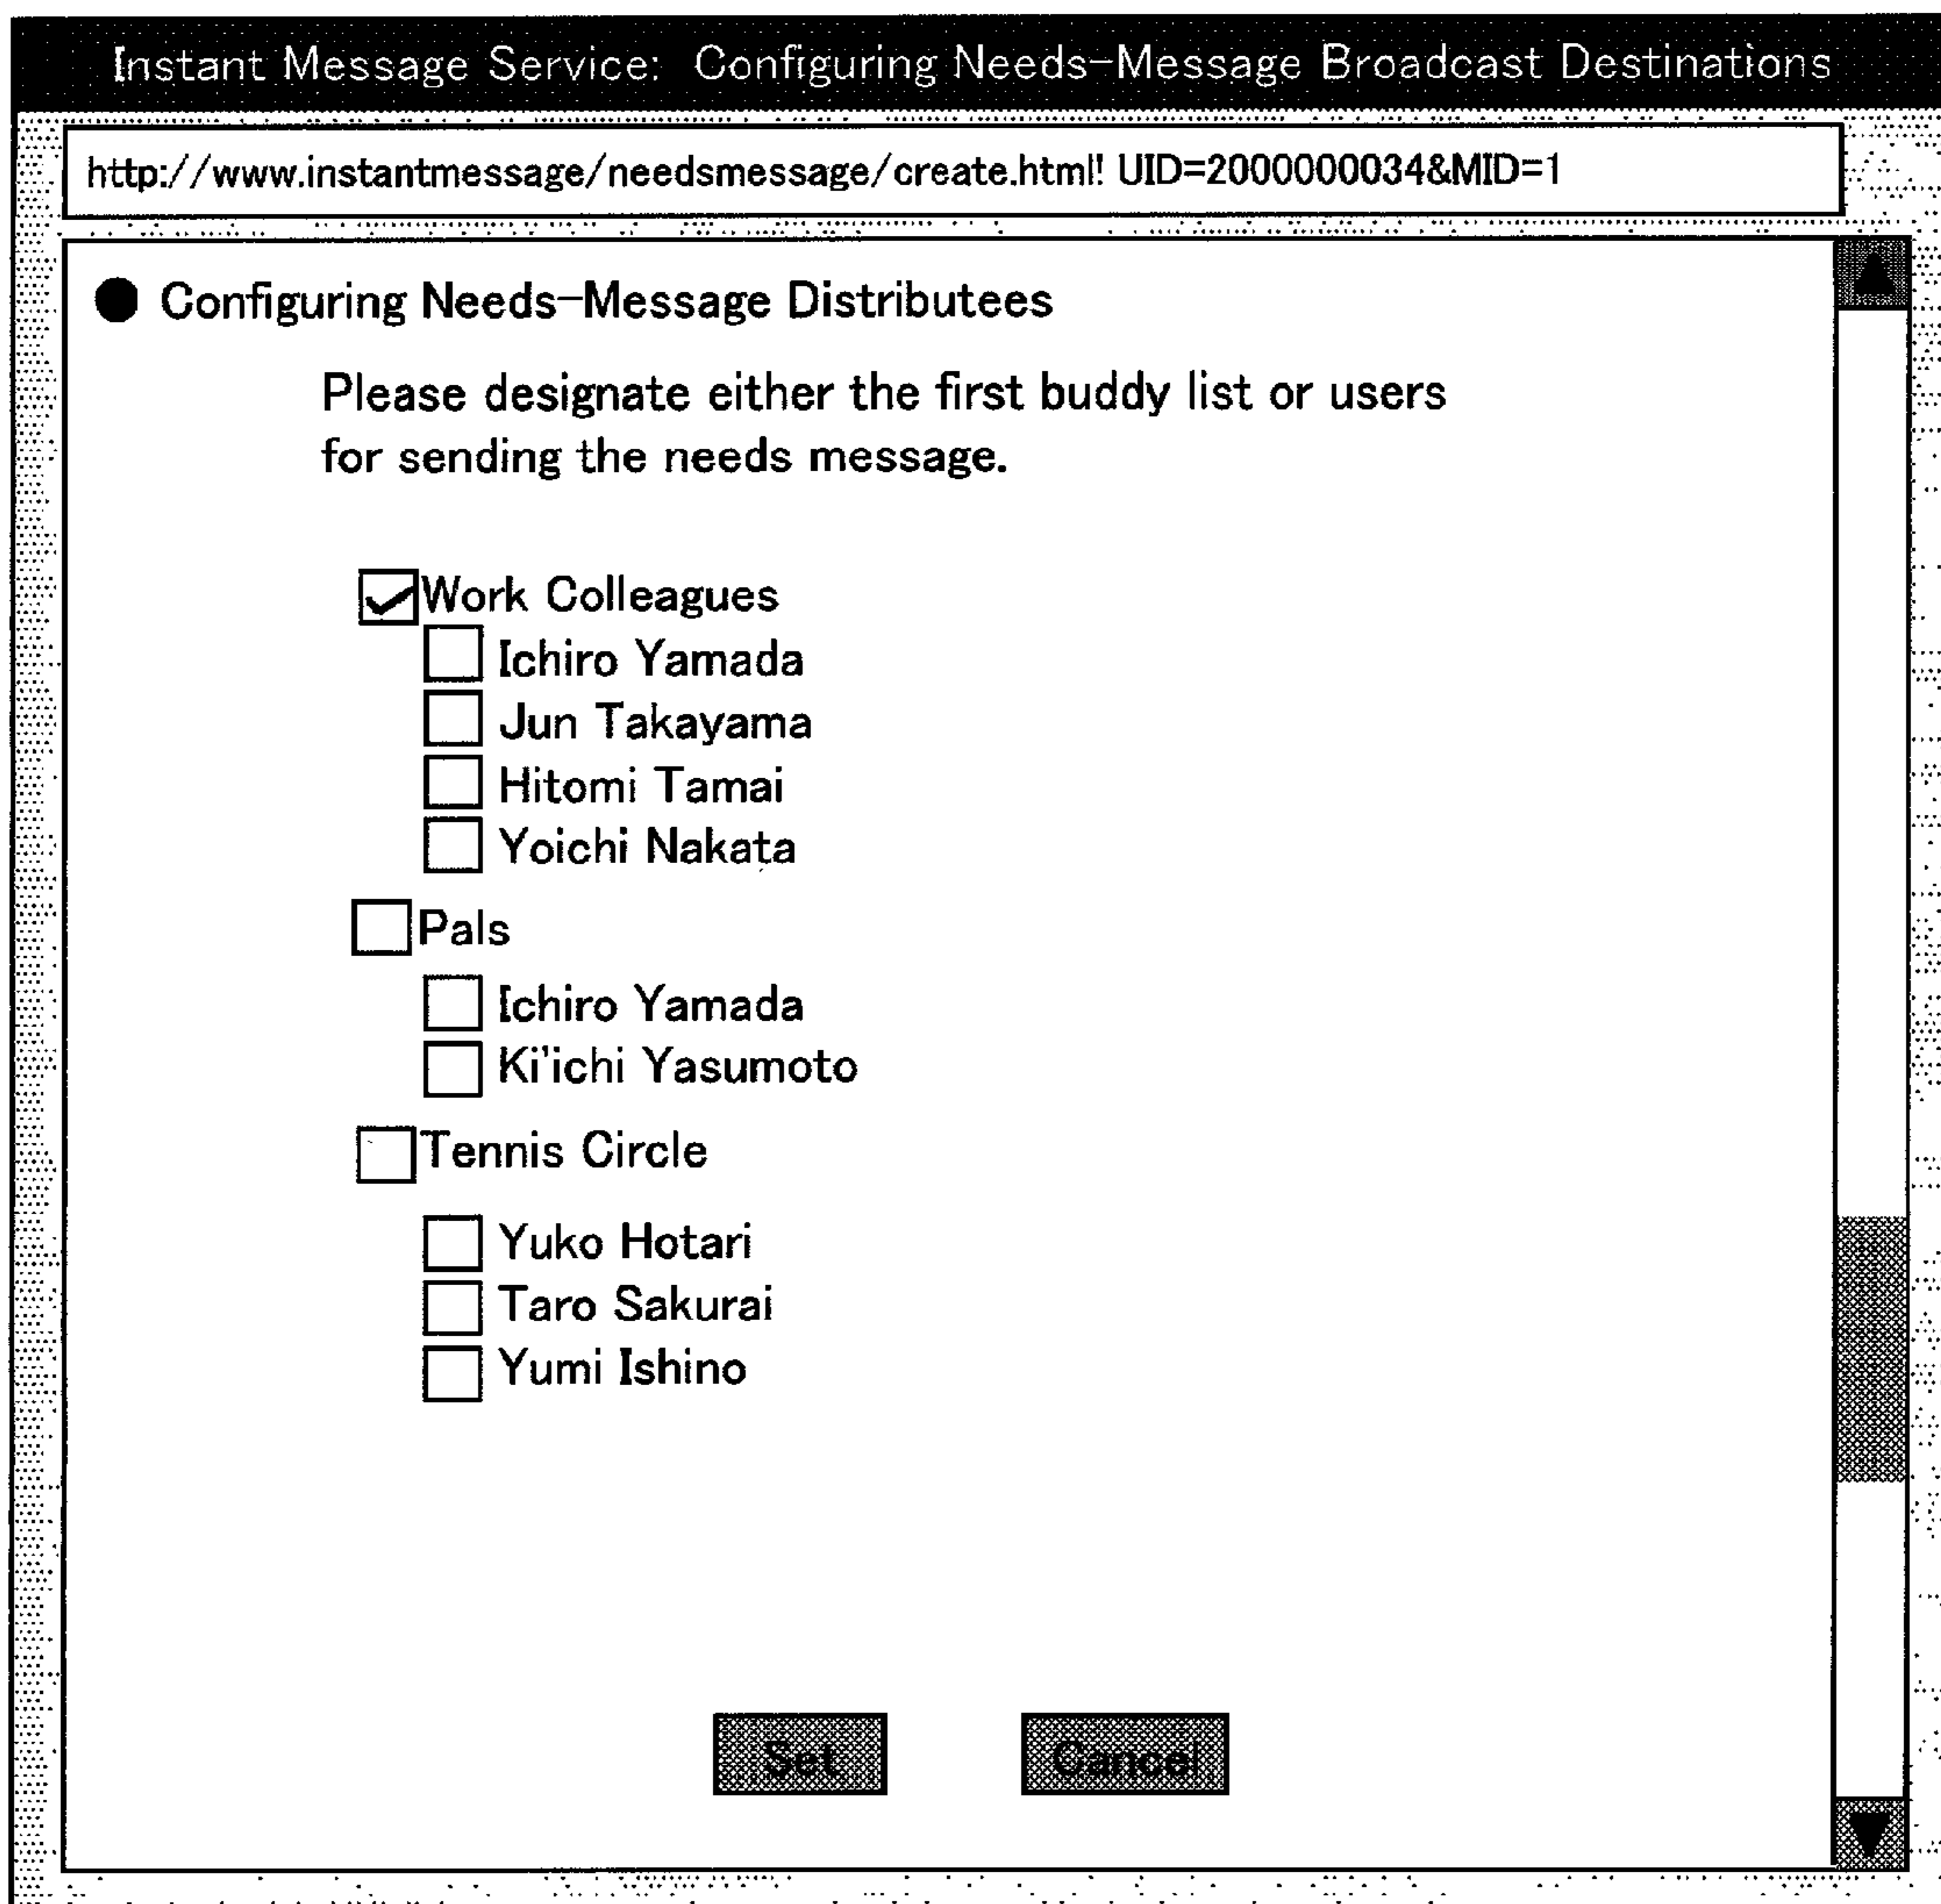 Instant Message Service: Configuring Needs-Message Broadcast Destinations
http://www.instantmessage/needsmessage/create.html! UID=2000000034&MID=1
● Configuring Needs-Message Distributees
Please designate either the first buddy list or users
for sending the needs message.
Work Colleagues
Ichiro Yamada
Jun Takayama
Hitomi Tamai
Yoichi Nakata
Pals
Ichiro Yamada
Ki'ichi Yasumoto
Tennis Circle
Yuko Hotari
Taro Sakurai
Yumi Ishino
Set Cancel